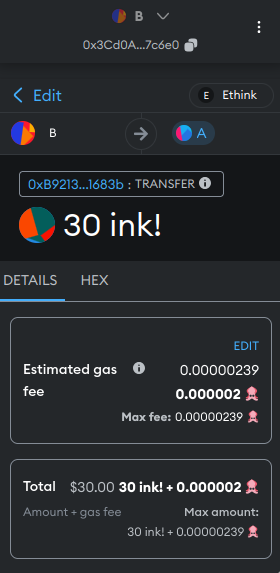 B
0x3Cd0A...7c6e0
Edit
E Ethink
B
A
0xB9213...1683b : TRANSFER
30 ink!
DETAILS HEX
EDIT
Estimated gas fee 0.00000239
0.000002
Max fee: 0.00000239
Total $30.00 30 ink! + 0.000002
Amount + gas fee Max amount:
30 ink! + 0.00000239